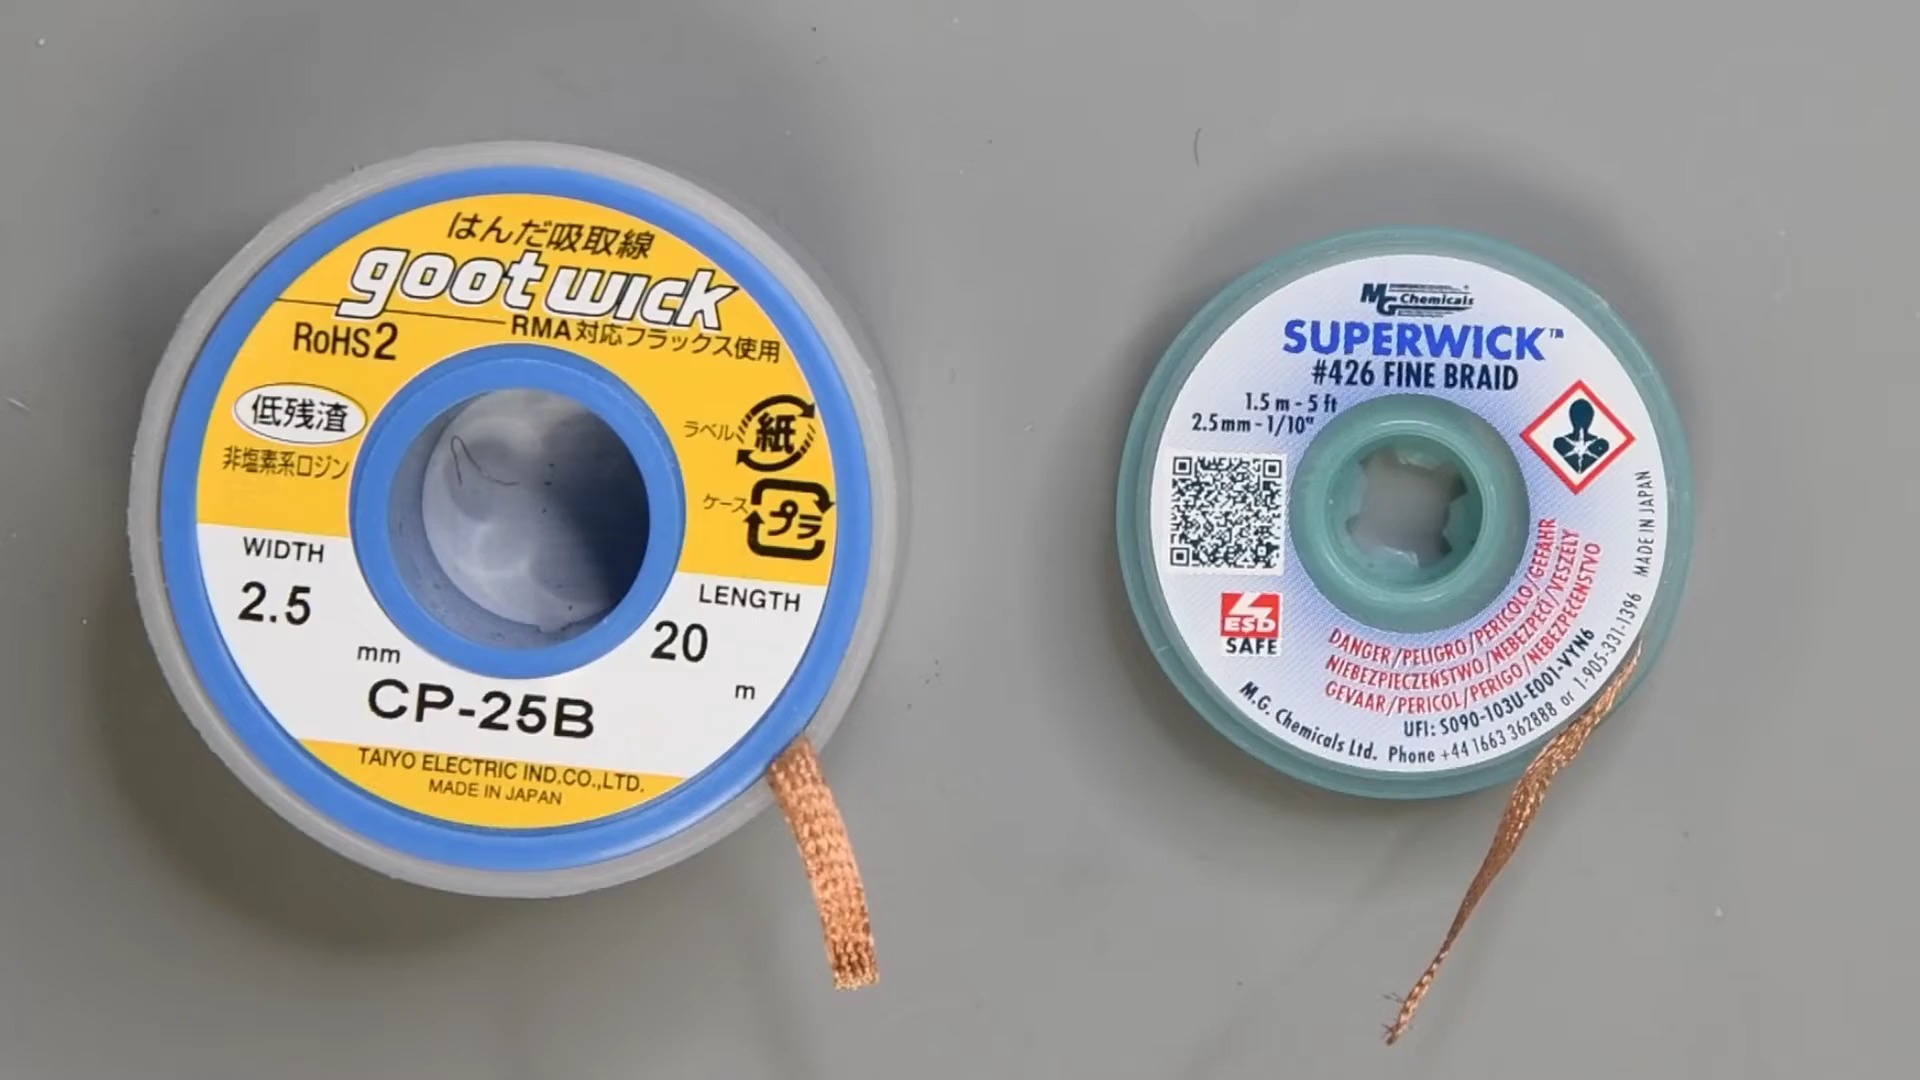 はんだ吸取線
goot wick
RMA対応フラックス使用
RoHS2
低残渣
非塩素系ロジン
ラベル 紙
ケース プラ
WIDTH
2.5
mm
LENGTH
20
m
CP-25B
TAIYO ELECTRIC IND.CO.,LTD.
MADE IN JAPAN
MG Chemicals
SUPERWICK™
#426 FINE BRAID
1.5 m - 5 ft
2.5mm - 1/10"
ESD
SAFE
DANGER/PELIGRO/PERICOLO/GEFAHR
NIEBEZPIECZEŃSTWO/NEBEZPEČÍ/VESZÉLY
GEVAAR/PERICOL/PERIGO/NEBEZPEČENSTVO
UFI: S090-103U-E001-VYN6
M.G. Chemicals Ltd. Phone +44 1663 362888 or 1-905-331-1396 MADE IN JAPAN